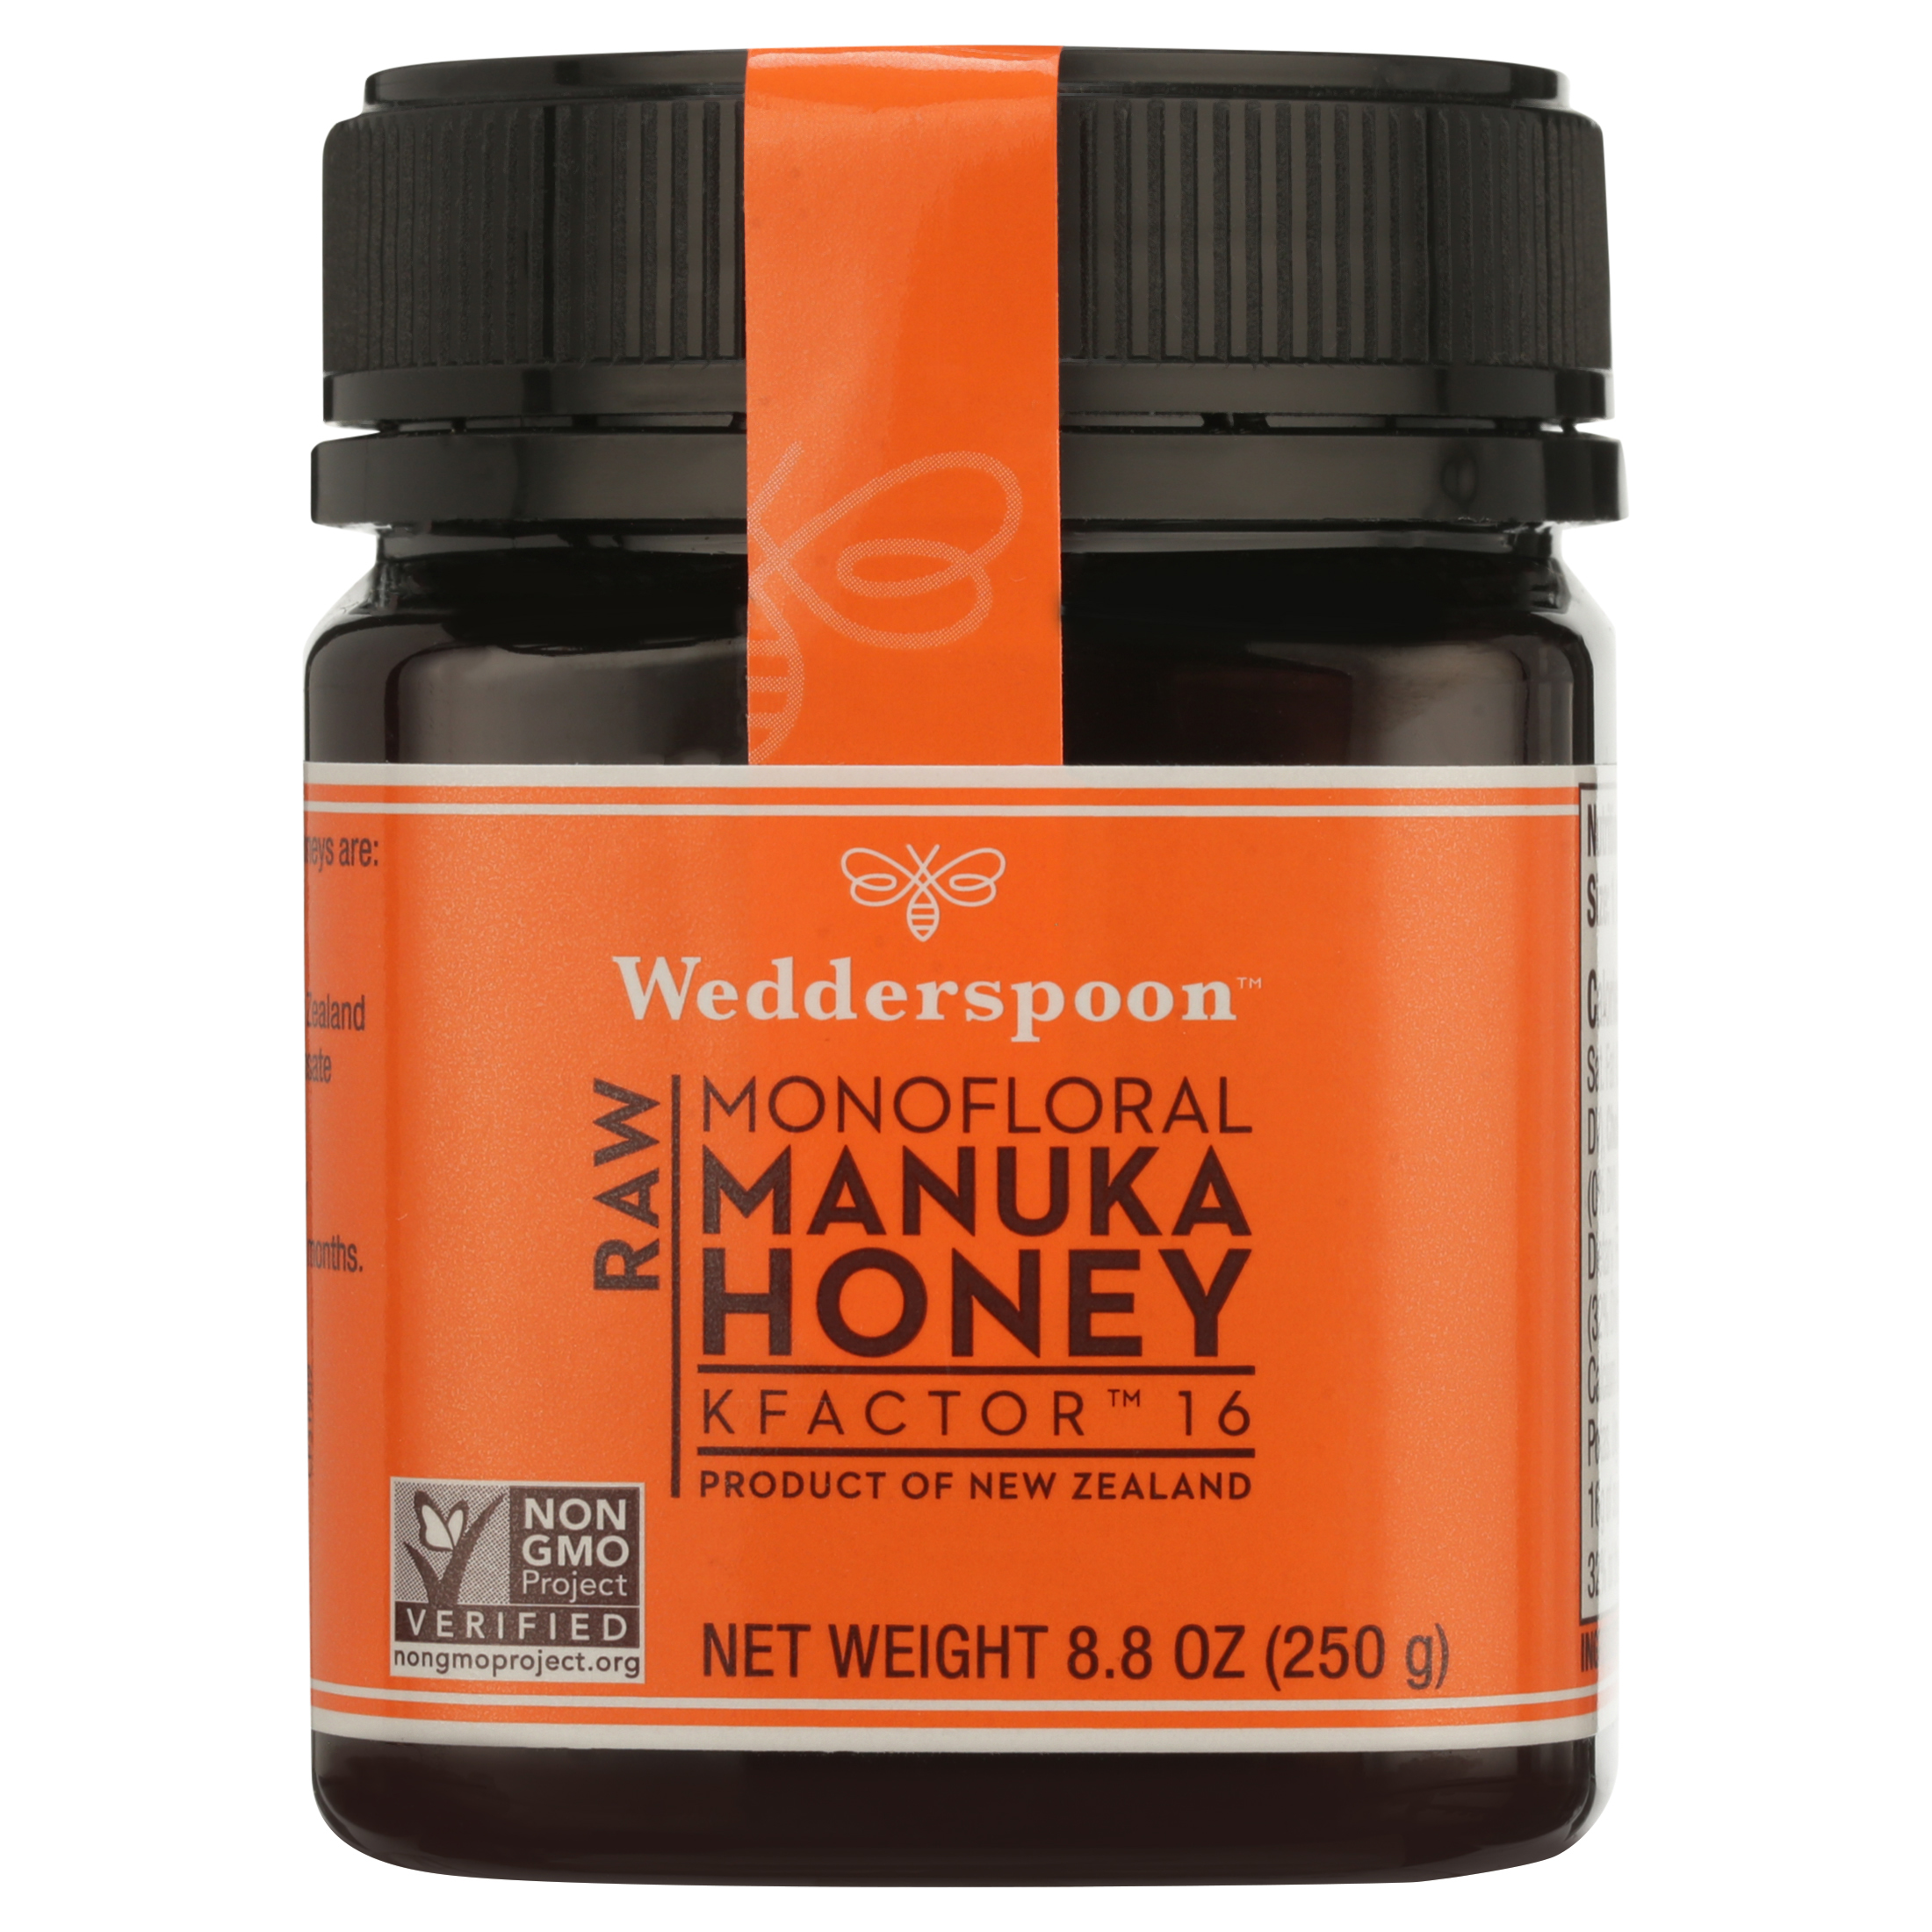 Wedderspoon™
RAW
MONOFLORAL
MANUKA
HONEY
KFACTOR™ 16
PRODUCT OF NEW ZEALAND
NET WEIGHT 8.8 OZ (250 g)
NON
GMO
Project
VERIFIED
nongmoproject.org
are: